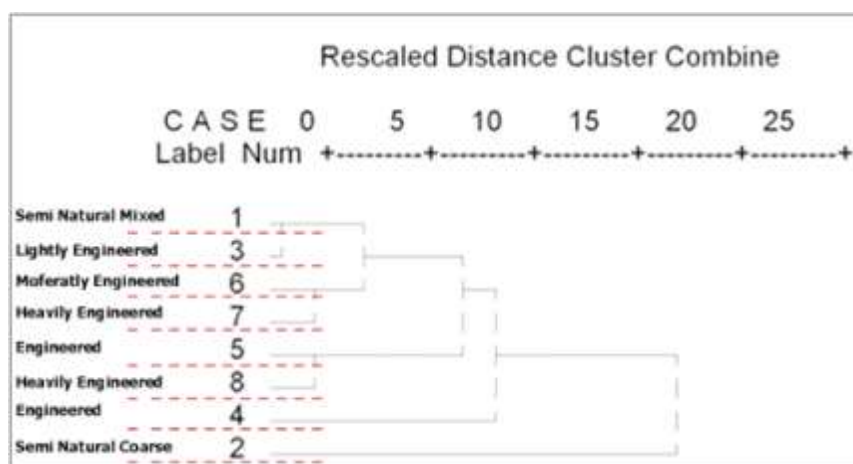 Rescaled Distance Cluster Combine
C A S E 0 5 10 15 20 25
Label Num +---------+---------+---------+---------+---------+
Semi Natural Mixed 1
Lightly Engineered 3
Moferatly Engineered 6
Heavily Engineered 7
Engineered 5
Heavily Engineered 8
Engineered 4
Semi Natural Coarse 2